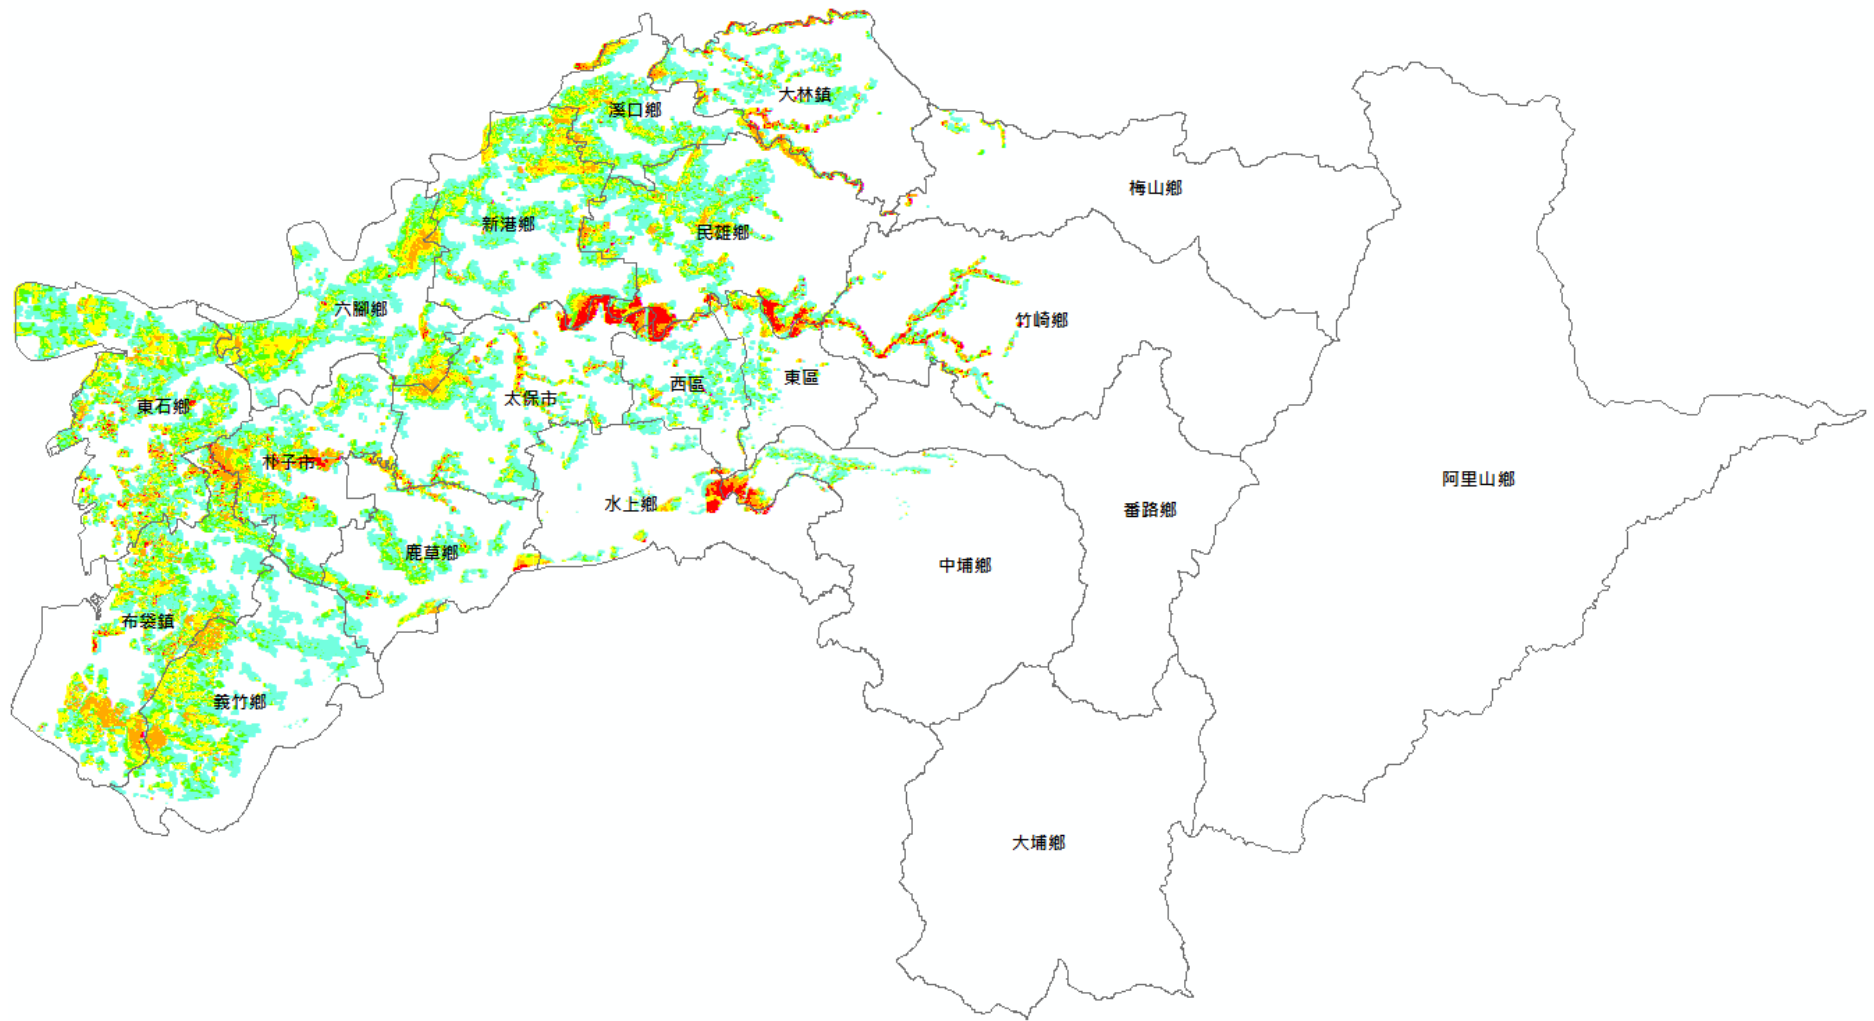 大林鎮
溪口鄉
梅山鄉
新港鄉
民雄鄉
六腳鄉
竹崎鄉
東區
西區
太保市
東石鄉
朴子市
阿里山鄉
水上鄉
番路鄉
鹿草鄉
中埔鄉
布袋鎮
義竹鄉
大埔鄉